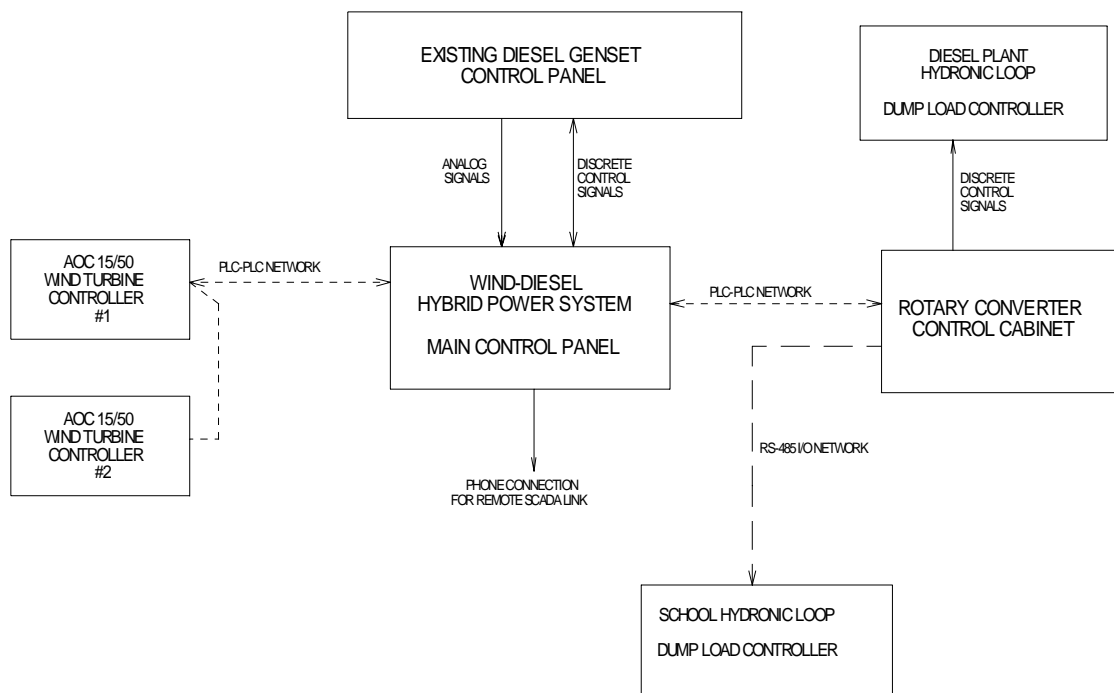 EXISTING DIESEL GENSET
CONTROL PANEL
DIESEL PLANT
HYDRONIC LOOP
DUMP LOAD CONTROLLER
ANALOG
SIGNALS
DISCRETE
CONTROL
SIGNALS
DISCRETE
CONTROL
SIGNALS
AOC 15/50
WIND TURBINE
CONTROLLER
#1
PLC-PLC NETWORK
WIND-DIESEL
HYBRID POWER SYSTEM
MAIN CONTROL PANEL
PLC-PLC NETWORK
ROTARY CONVERTER
CONTROL CABINET
AOC 15/50
WIND TURBINE
CONTROLLER
#2
RS-485 I/O NETWORK
PHONE CONNECTION
FOR REMOTE SCADA LINK
SCHOOL HYDRONIC LOOP
DUMP LOAD CONTROLLER